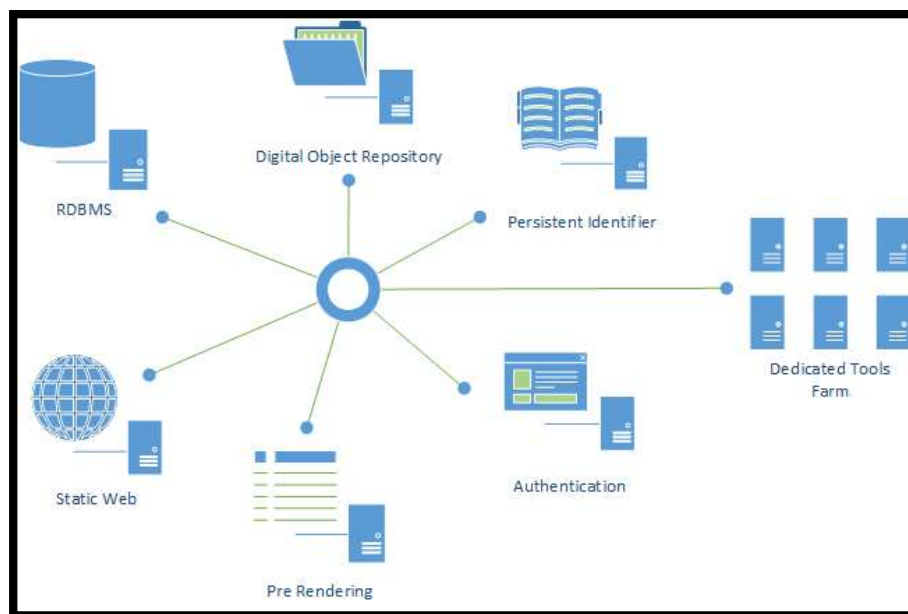 Digital Object Repository
RDBMS
Persistent Identifier
Dedicated Tools
Farm
Static Web
Authentication
Pre Rendering